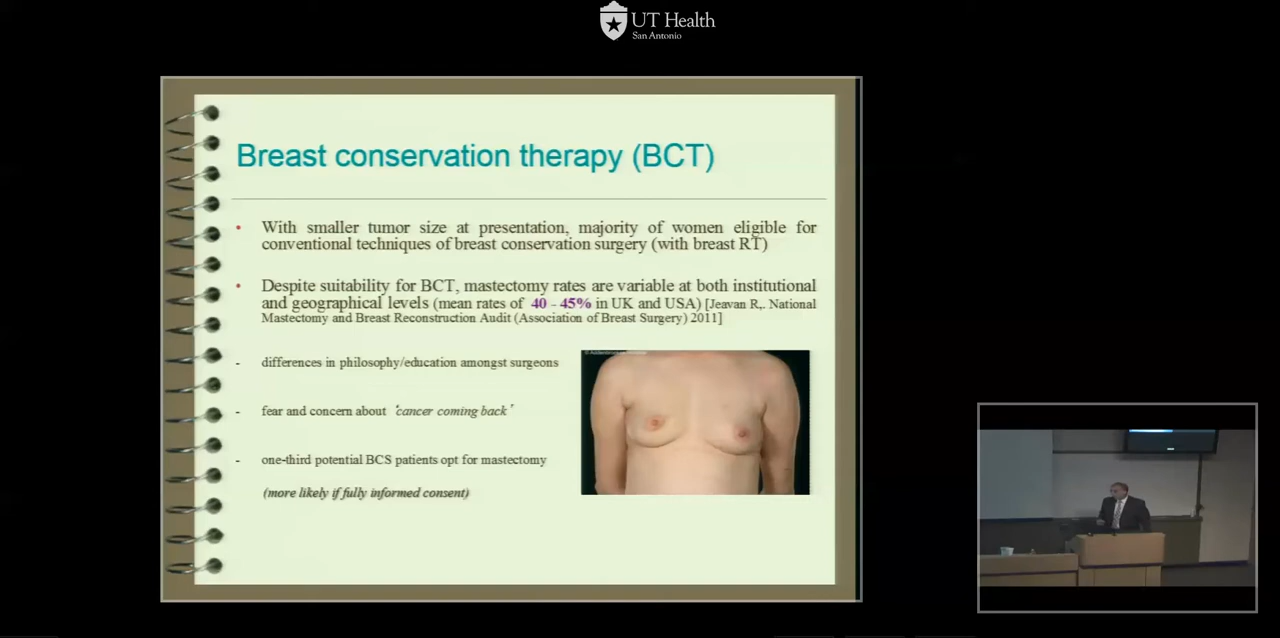 UT Health
San Antonio
Breast conservation therapy (BCT)
• With smaller tumor size at presentation, majority of women eligible for
conventional techniques of breast conservation surgery (with breast RT)
• Despite suitability for BCT, mastectomy rates are variable at both institutional
and geographical levels (mean rates of 40 - 45% in UK and USA) [Jeavan R,. National
Mastectomy and Breast Reconstruction Audit (Association of Breast Surgery) 2011]
- differences in philosophy/education amongst surgeons
- fear and concern about ‘cancer coming back’
- one-third potential BCS patients opt for mastectomy
(more likely if fully informed consent)